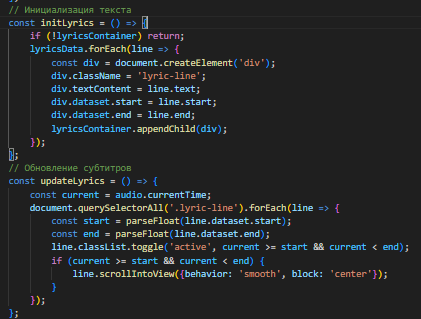 // Инициализация текста
const initLyrics = () => {
    if (!lyricsContainer) return;
    lyricsData.forEach(line => {
        const div = document.createElement('div');
        div.className = 'lyric-line';
        div.textContent = line.text;
        div.dataset.start = line.start;
        div.dataset.end = line.end;
        lyricsContainer.appendChild(div);
    });
};
// Обновление субтитров
const updateLyrics = () => {
    const current = audio.currentTime;
    document.querySelectorAll('.lyric-line').forEach(line => {
        const start = parseFloat(line.dataset.start);
        const end = parseFloat(line.dataset.end);
        line.classList.toggle('active', current >= start && current < end);
        if (current >= start && current < end) {
            line.scrollIntoView({behavior: 'smooth', block: 'center'});
        }
    });
};